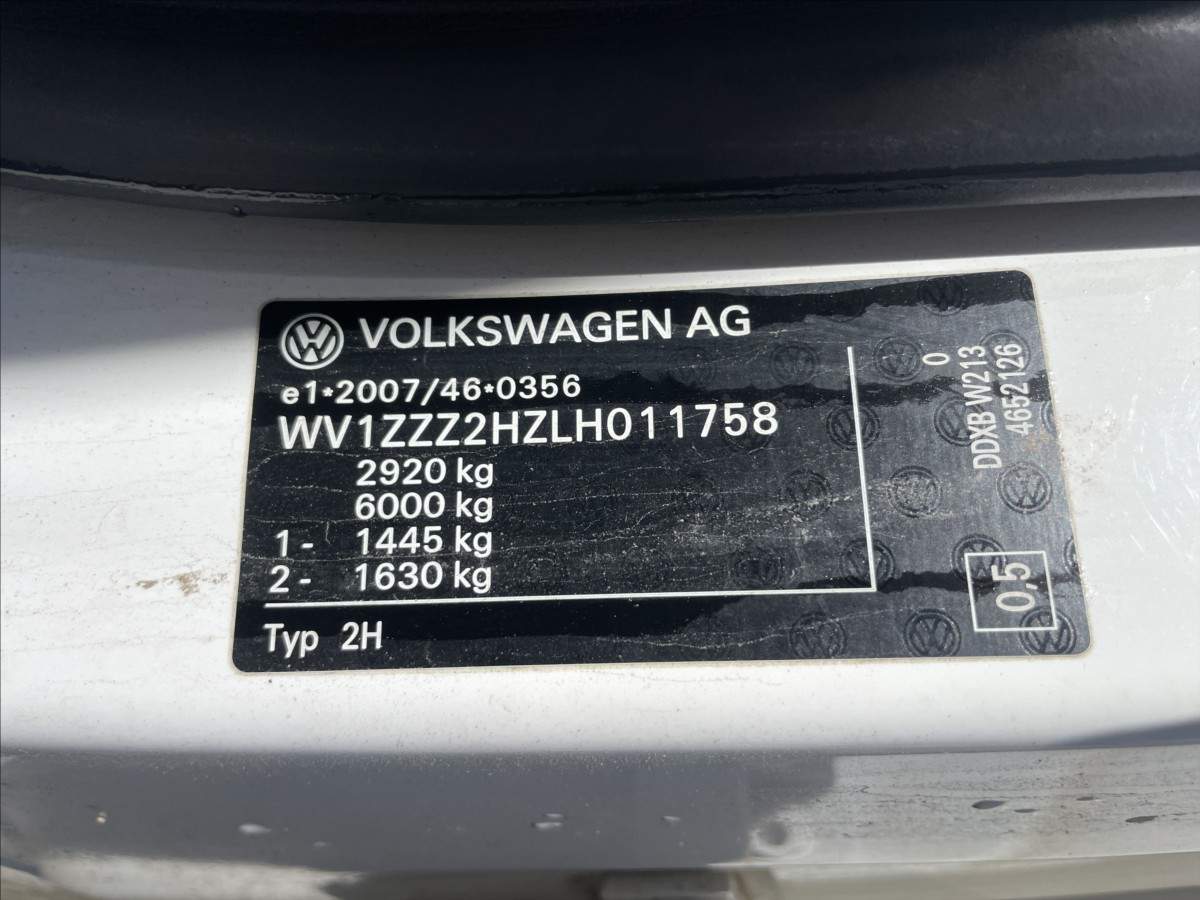 VOLKSWAGEN AG
e1*2007/46*0356
WV1ZZZ2HZLH011758
2920 kg
6000 kg
1- 1445 kg
2- 1630 kg
Typ 2H
0
DDXB W213
4652126
0,5